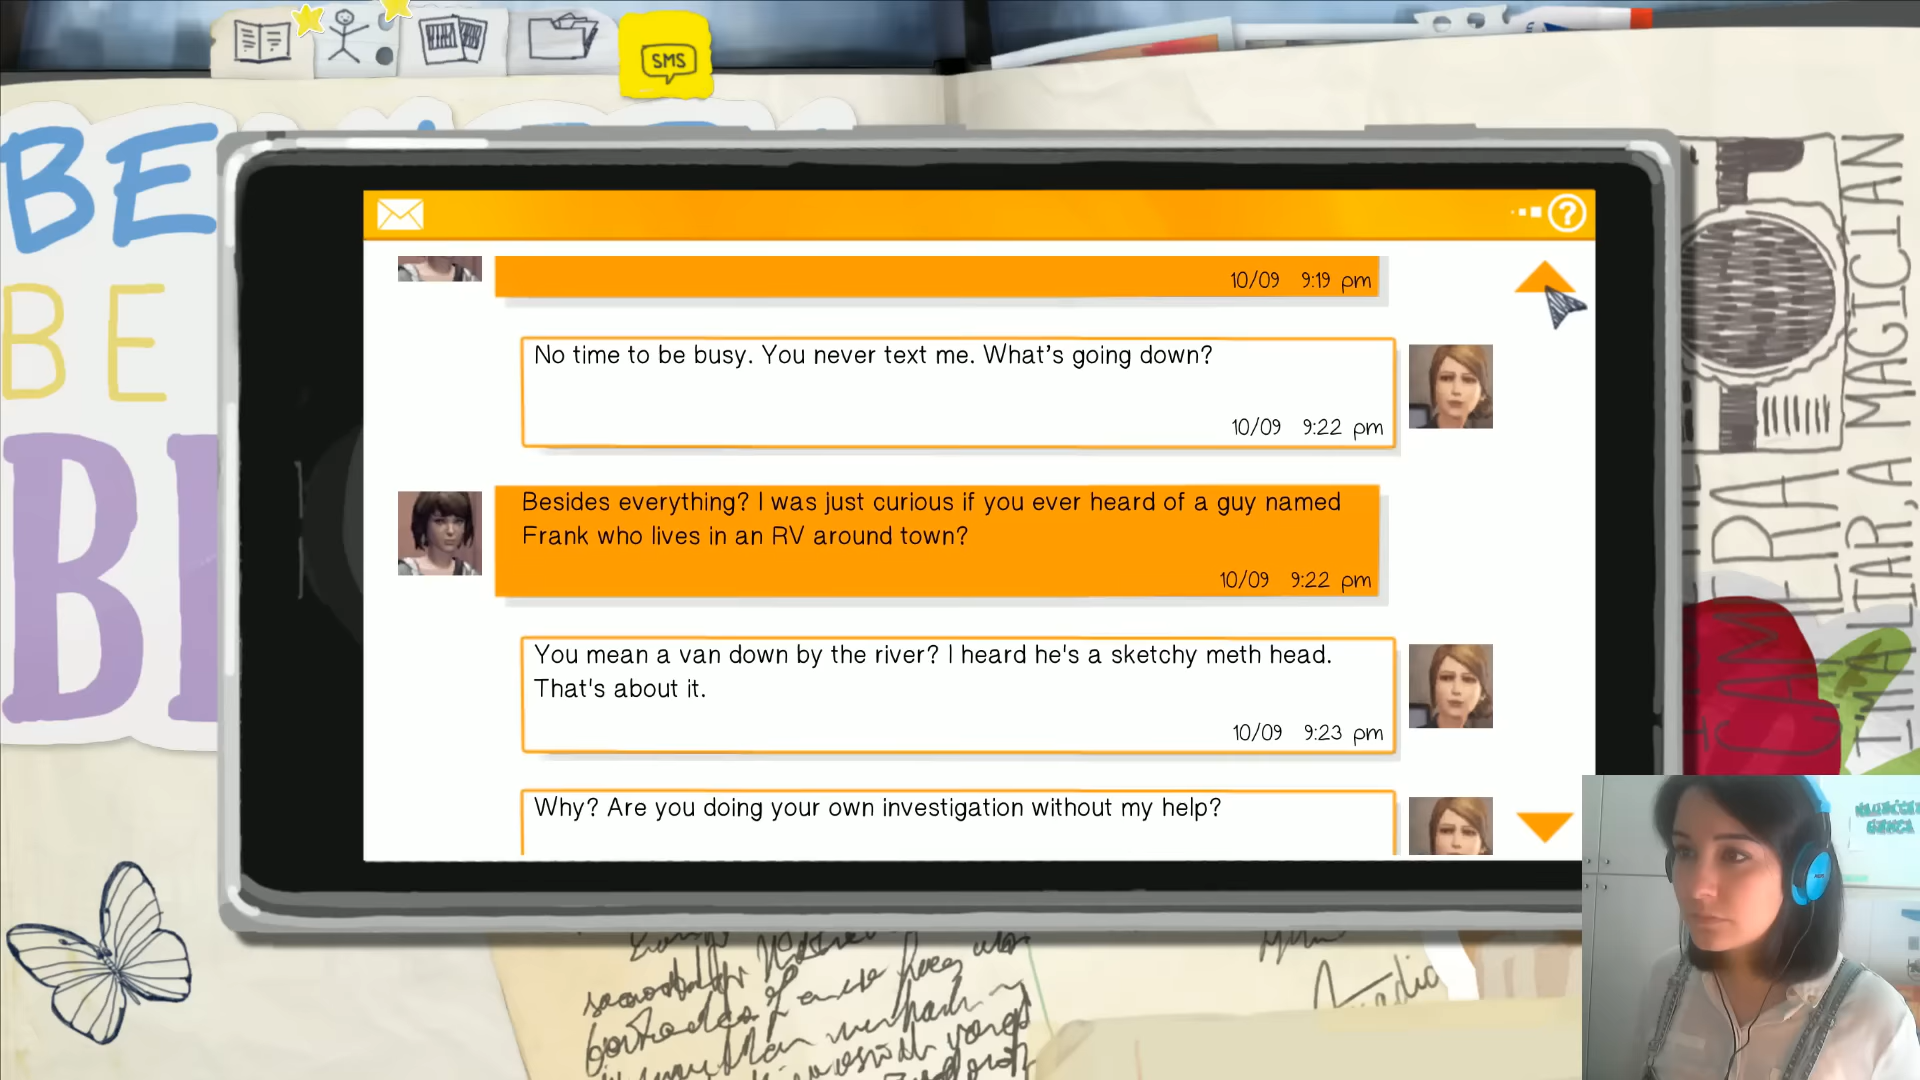 SMS
BE
BE
10/09 9:19 pm
No time to be busy. You never text me. What's going down?
10/09 9:22 pm
Besides everything? I was just curious if you ever heard of a guy named
Frank who lives in an RV around town?
10/09 9:22 pm
You mean a van down by the river? I heard he's a sketchy meth head.
That's about it.
10/09 9:23 pm
Why? Are you doing your own investigation without my help?
?
LIAR, A MAGICIAN